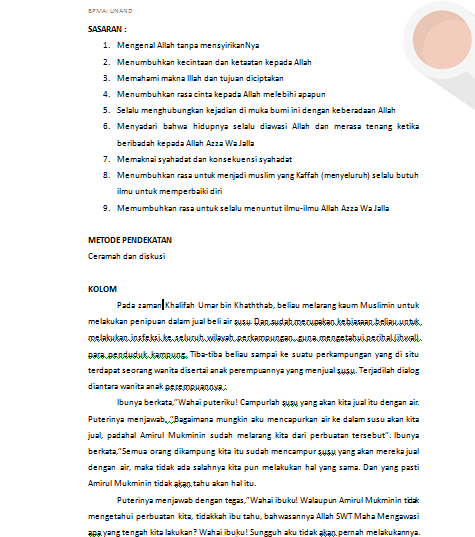 BPMAI UNAND
SASARAN :
1. Mengenal Allah tanpa mensyirikanNya
2. Menumbuhkan kecintaan dan ketaatan kepada Allah
3. Memahami makna Illah dan tujuan diciptakan
4. Menumbuhkan rasa cinta kepada Allah melebihi apapun
5. Selalu menghubungkan kejadian di muka bumi ini dengan keberadaan Allah
6. Menyadari bahwa hidupnya selalu diawasi Allah dan merasa tenang ketika
beribadah kepada Allah Azza Wa Jalla
7. Memaknai syahadat dan konsekuensi syahadat
8. Menumbuhkan rasa untuk menjadi muslim yang Kaffah (menyeluruh) selalu butuh
ilmu untuk memperbaiki diri
9. Memumbuhkan rasa untuk selalu menuntut ilmu-ilmu Allah Azza Wa Jalla
METODE PENDEKATAN
Ceramah dan diskusi
KOLOM
Pada zaman Khalifah Umar bin Khaththab, beliau melarang kaum Muslimin untuk
melakukan penipuan dalam jual beli air susu. Dan sudah merupakan kebiasaan beliau untuk
melakukan infeksi ke seluruh wilayah perkampungan, guna mengetahui perihal
para penduduk kampung. Tiba-tiba beliau sampai ke suatu perkampungan yang di situ
terdapat seorang wanita disertai anak perempuannya yang menjual susu. Terjadilah dialog
diantara wanita anak perempuannya :
Ibunya berkata,"Wahai puteriku! Campurlah susu yang akan kita jual itu dengan air.
Puterinya menjawab,"Bagaimana mungkin aku mencapurkan air ke dalam susu akan kita
jual, padahal Amirul Mukminin sudah melarang kita dari perbuatan tersebut". Ibunya
berkata,"Semua orang dikampung kita itu sudah mencampur susu yang akan mereka jual
dengan air, maka tidak ada salahnya kita pun melakukan hal yang sama. Dan yang pasti
Amirul Mukminin tidak akan tahu akan hal itu.
Puterinya menjawab dengan tegas,"Wahai ibuku! Walaupun Amirul Mukminin tidak
mengetahui perbuatan kita, tidakkah ibu tahu, bahwasannya Allah SWT Maha Mengawasi
apa yang tengah kita lakukan? Wahai ibuku! Sungguh aku tidak akan pernah melakukannya.